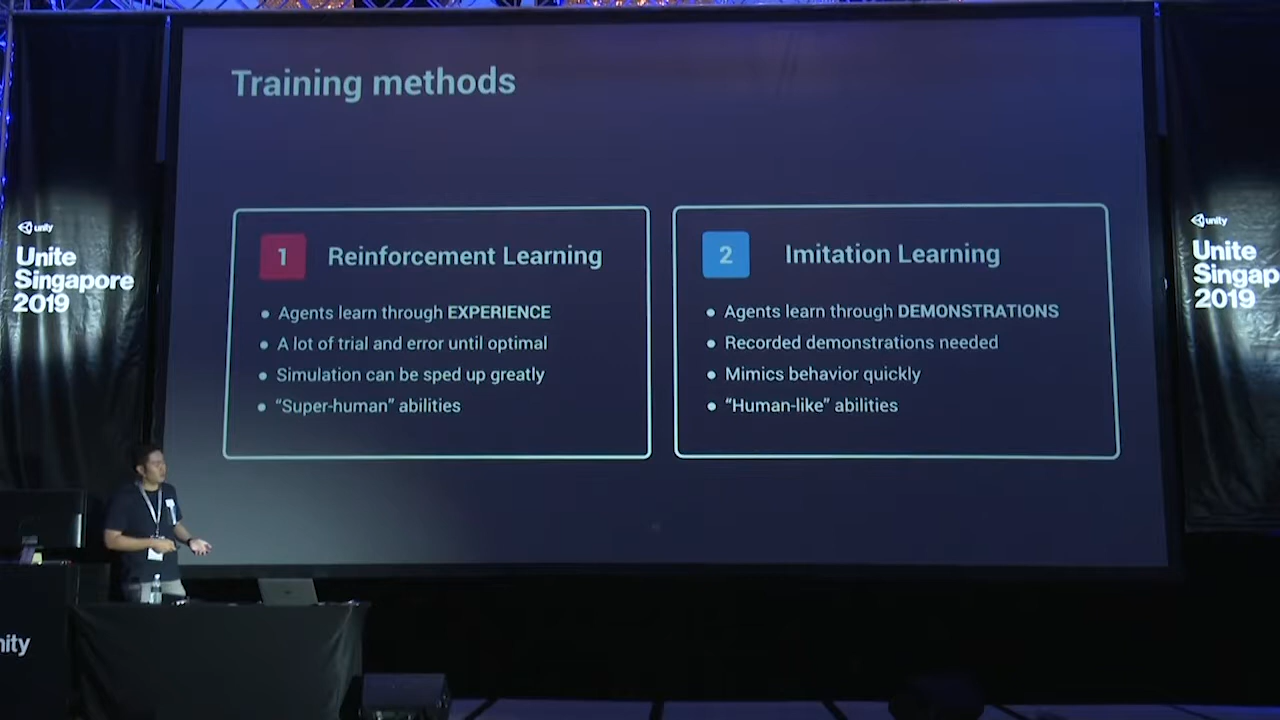 Training methods
1
Reinforcement Learning
• Agents learn through EXPERIENCE
• A lot of trial and error until optimal
• Simulation can be sped up greatly
• “Super-human” abilities
2
Imitation Learning
• Agents learn through DEMONSTRATIONS
• Recorded demonstrations needed
• Mimics behavior quickly
• “Human-like” abilities
unity
Unite
Singapore
2019
unity
Unite
Singap
2019
nity